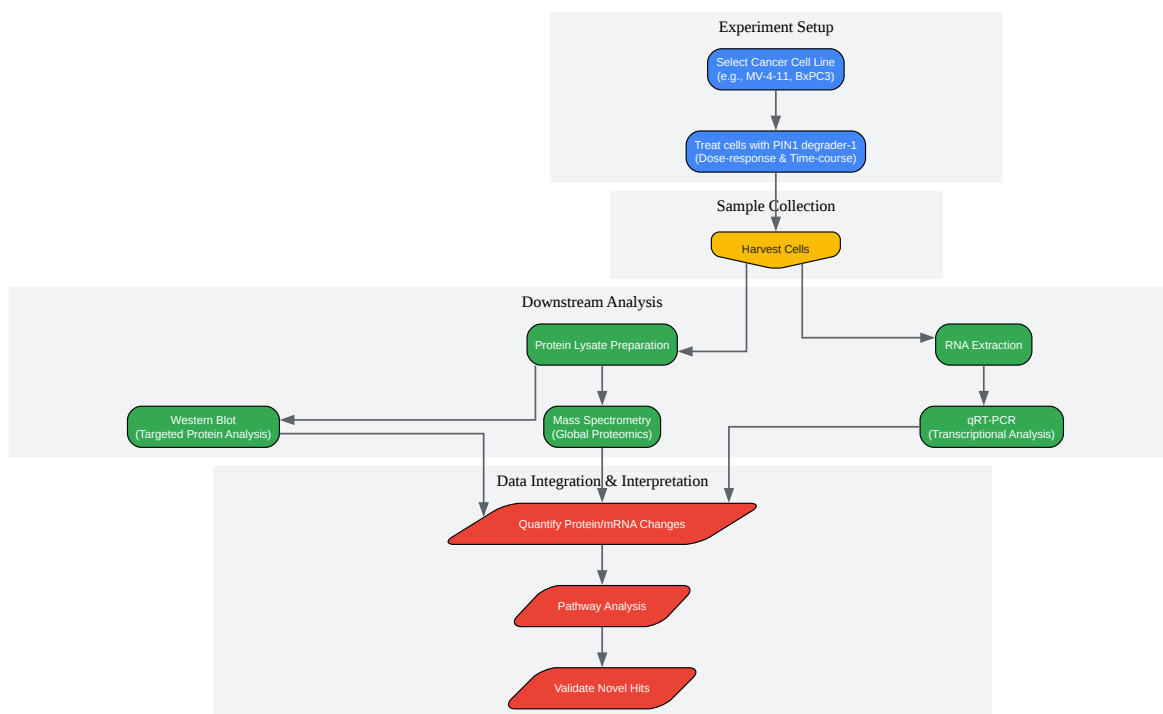 Experiment Setup
Select Cancer Cell Line
(e.g., MV-4-11, BxPC3)
Treat cells with PIN1 degrader-1
(Dose-response & Time-course)
Sample Collection
Harvest Cells
Downstream Analysis
Protein Lysate Preparation
RNA Extraction
Western Blot
(Targeted Protein Analysis)
Mass Spectrometry
(Global Proteomics)
qRT-PCR
(Transcriptional Analysis)
Data Integration & Interpretation
Quantify Protein/mRNA Changes
Pathway Analysis
Validate Novel Hits